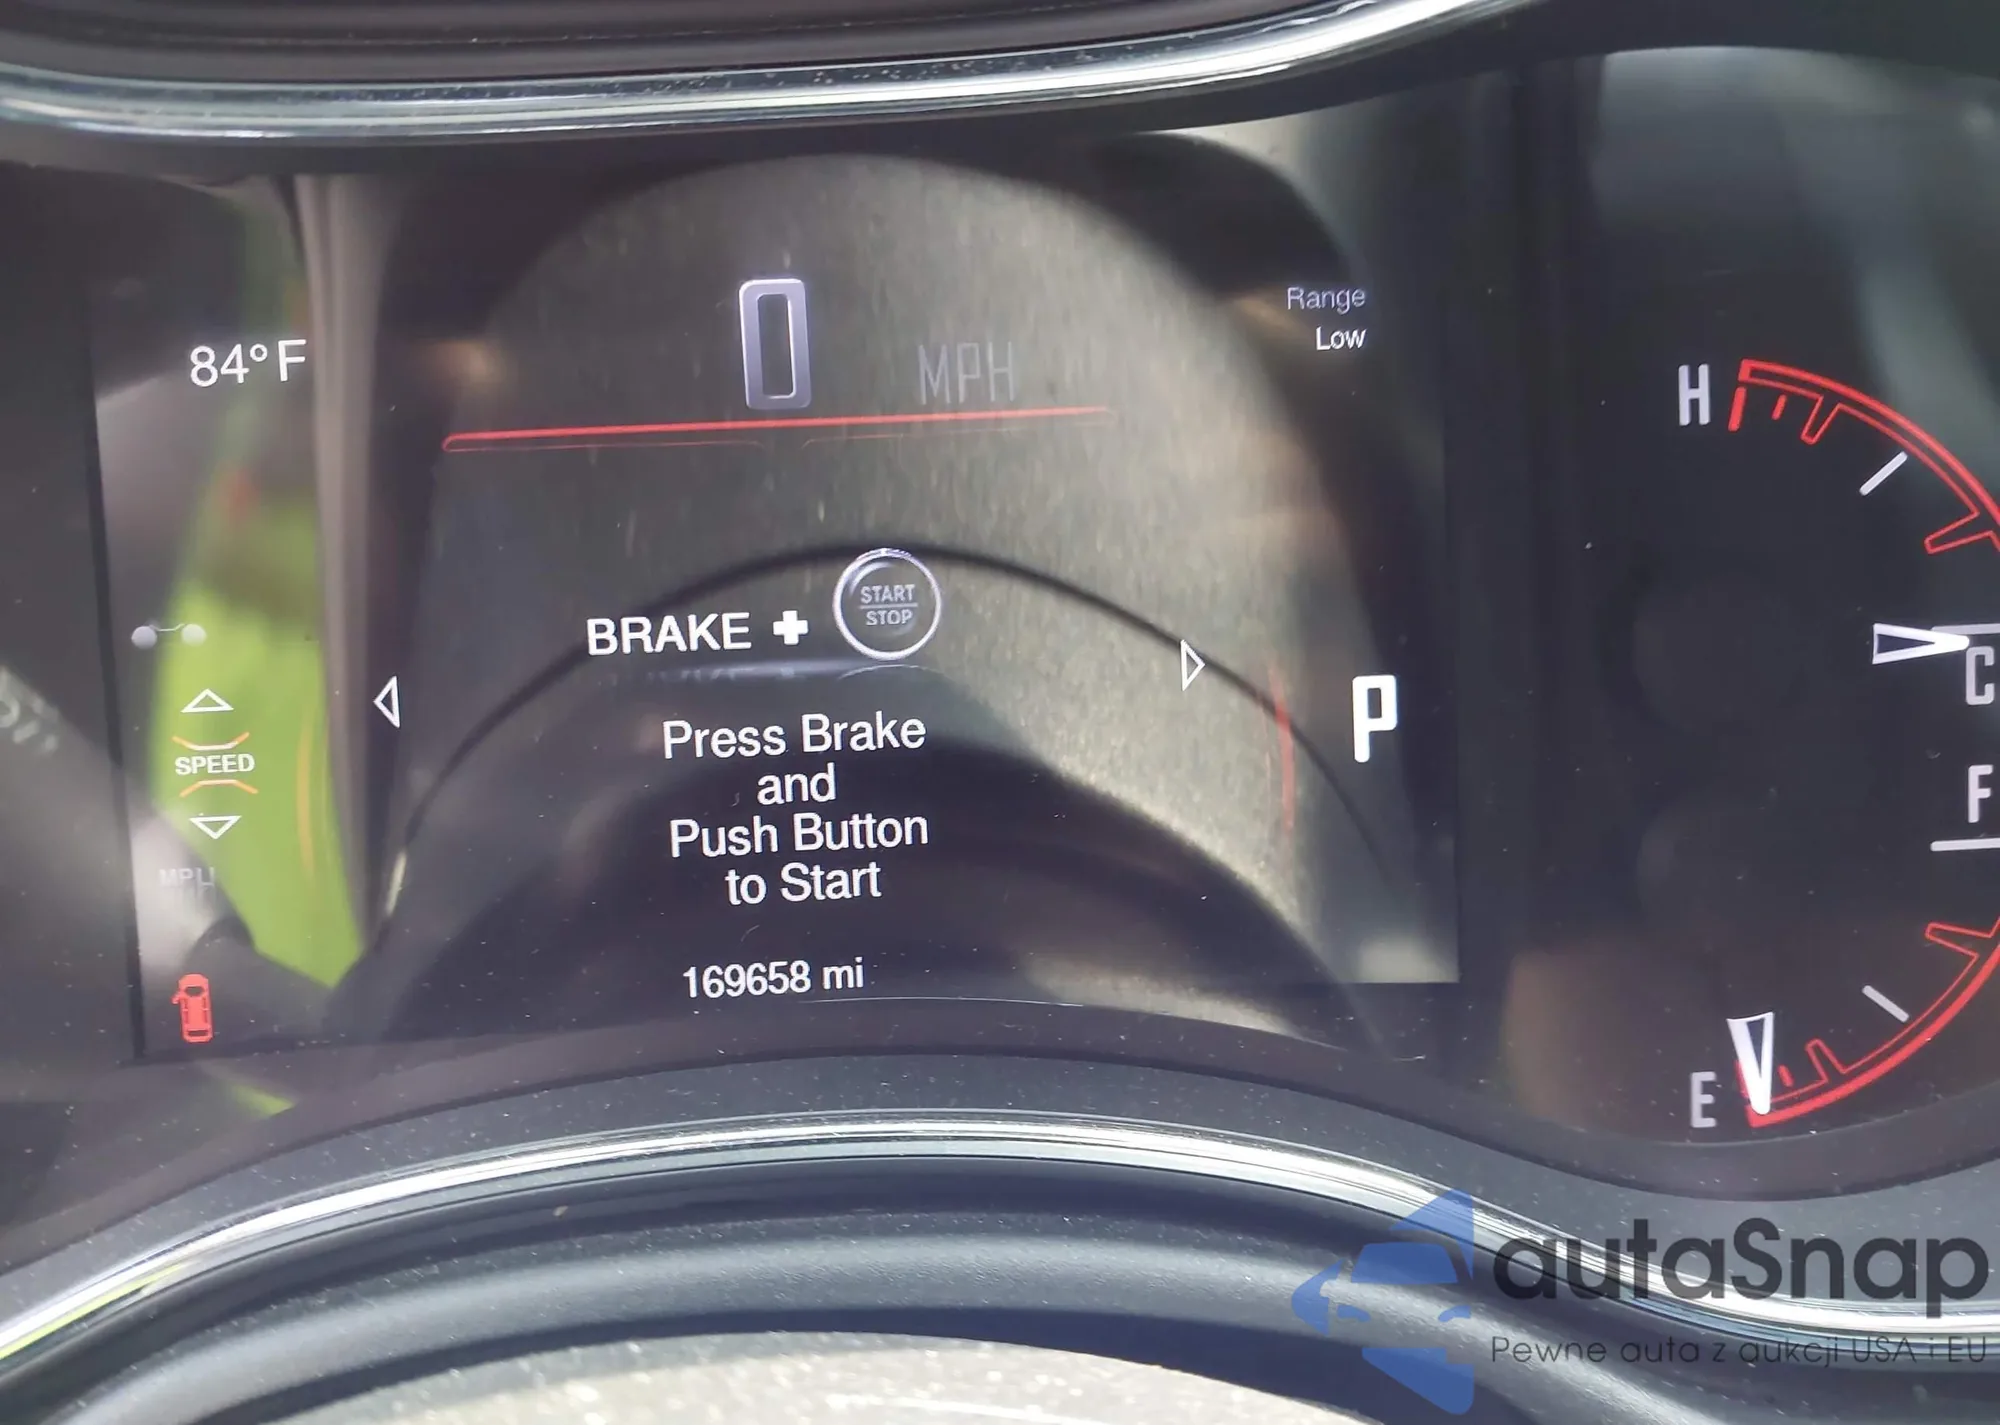 0 MPH
Range
Low
84°F
H
BRAKE + START
STOP
SPEED
MPH
Press Brake
and
Push Button
to Start
P
C
F
169658 mi
E
autaSnap
Pewne auta z aukcji USA i EU